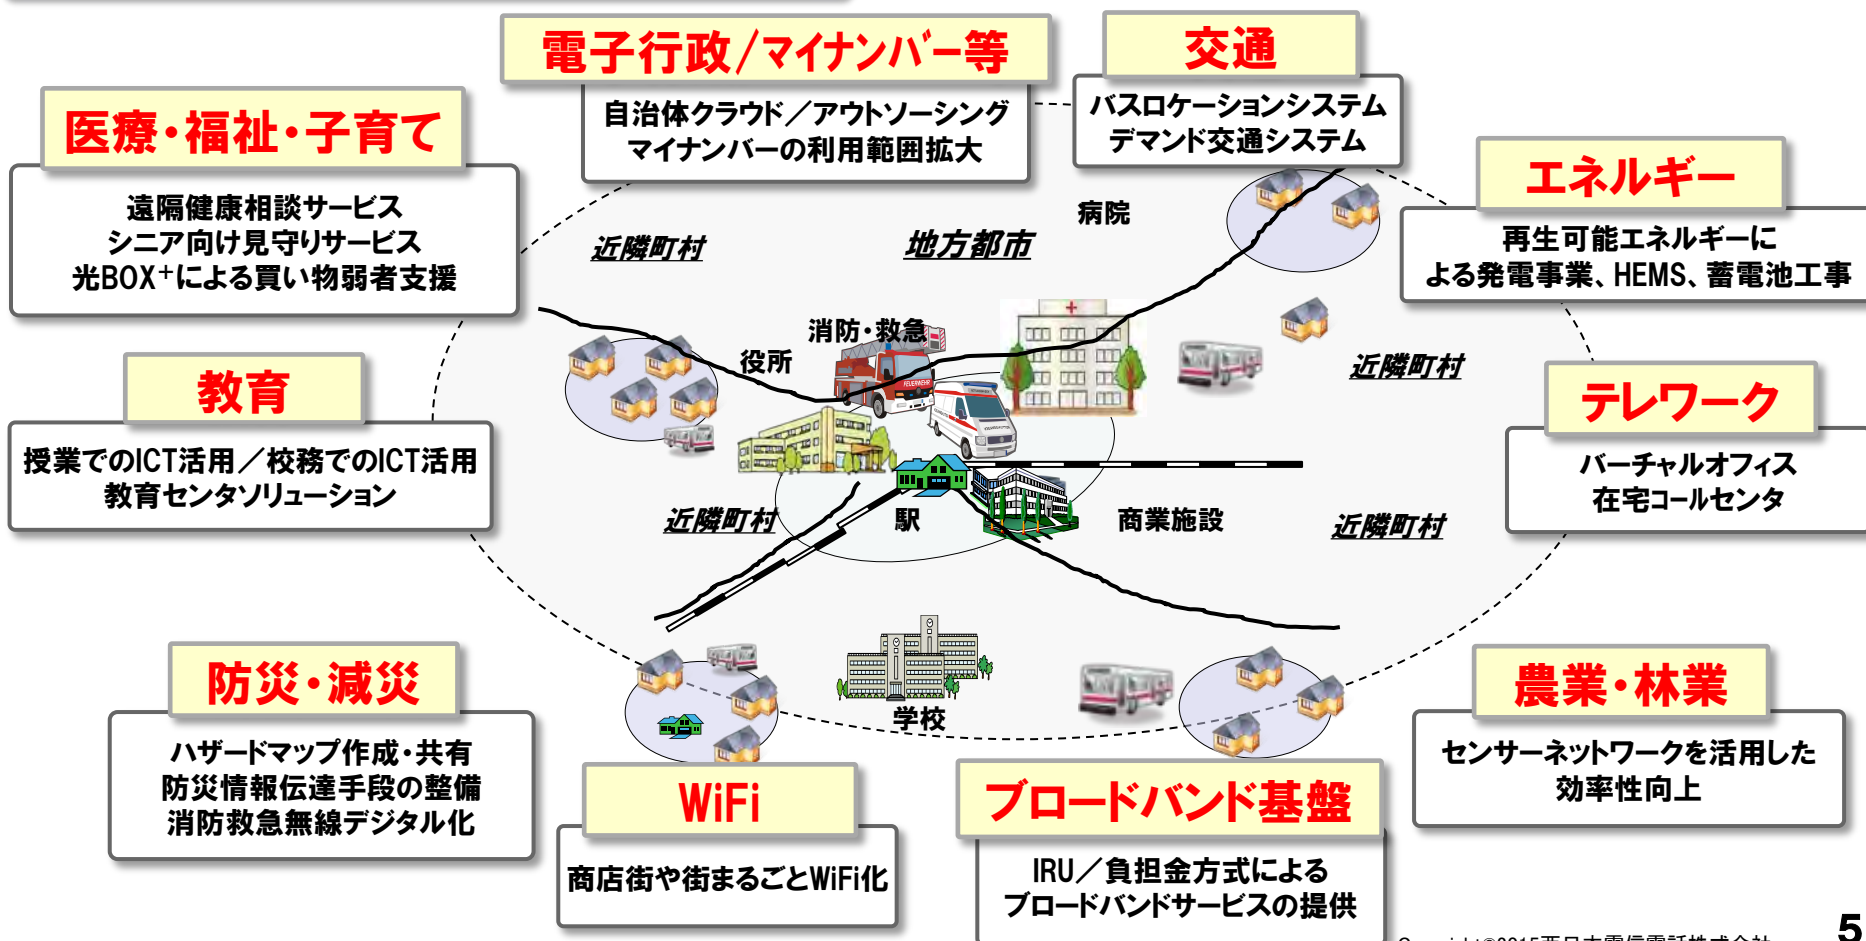 電子行政/マイナンバー等
自治体クラウド／アウトソーシング
マイナンバーの利用範囲拡大
交通
バスロケーションシステム
デマンド交通システム
医療・福祉・子育て
遠隔健康相談サービス
シニア向け見守りサービス
光BOX+による買い物弱者支援
エネルギー
再生可能エネルギーに
よる発電事業、HEMS、蓄電池工事
病院
近隣町村
地方都市
消防・救急
役所
FEUERWEHR
近隣町村
教育
授業でのICT活用／校務でのICT活用
教育センタソリューション
テレワーク
バーチャルオフィス
在宅コールセンタ
近隣町村
駅
商業施設
近隣町村
学校
防災・減災
ハザードマップ作成・共有
防災情報伝達手段の整備
消防救急無線デジタル化
農業・林業
センサーネットワークを活用した
効率性向上
WiFi
商店街や街まるごとWiFi化
ブロードバンド基盤
IRU／負担金方式による
ブロードバンドサービスの提供
Copyright©2015西日本電信電話株式会社
5